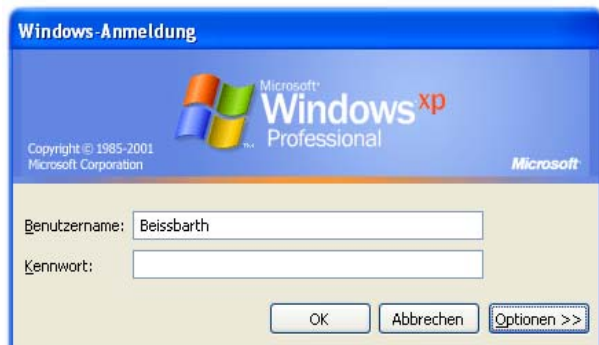 Windows-Anmeldung
Microsoft®
Windows xp
Professional
Copyright © 1985-2001
Microsoft Corporation
Microsoft
Benutzername: Beissbarth
Kennwort:
OK Abbrechen Optionen >>